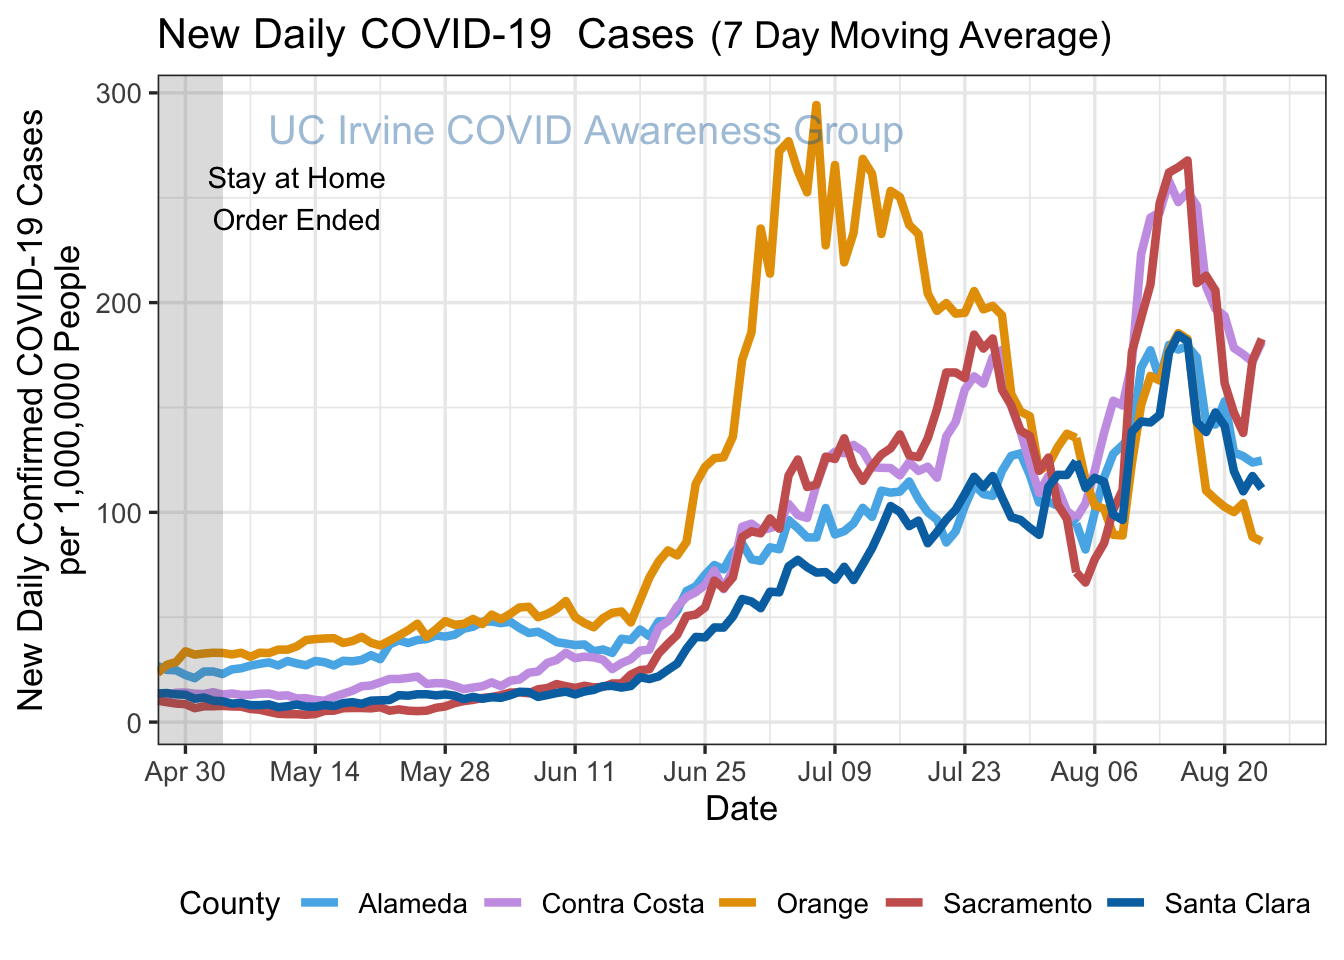 New Daily COVID-19  Cases (7 Day Moving Average)
New Daily Confirmed COVID-19 Cases
per 1,000,000 People
300
200
100
0
UC Irvine COVID Awareness Group
Stay at Home
Order Ended
Apr 30 May 14 May 28 Jun 11 Jun 25 Jul 09 Jul 23 Aug 06 Aug 20
Date
County Alameda Contra Costa Orange Sacramento Santa Clara